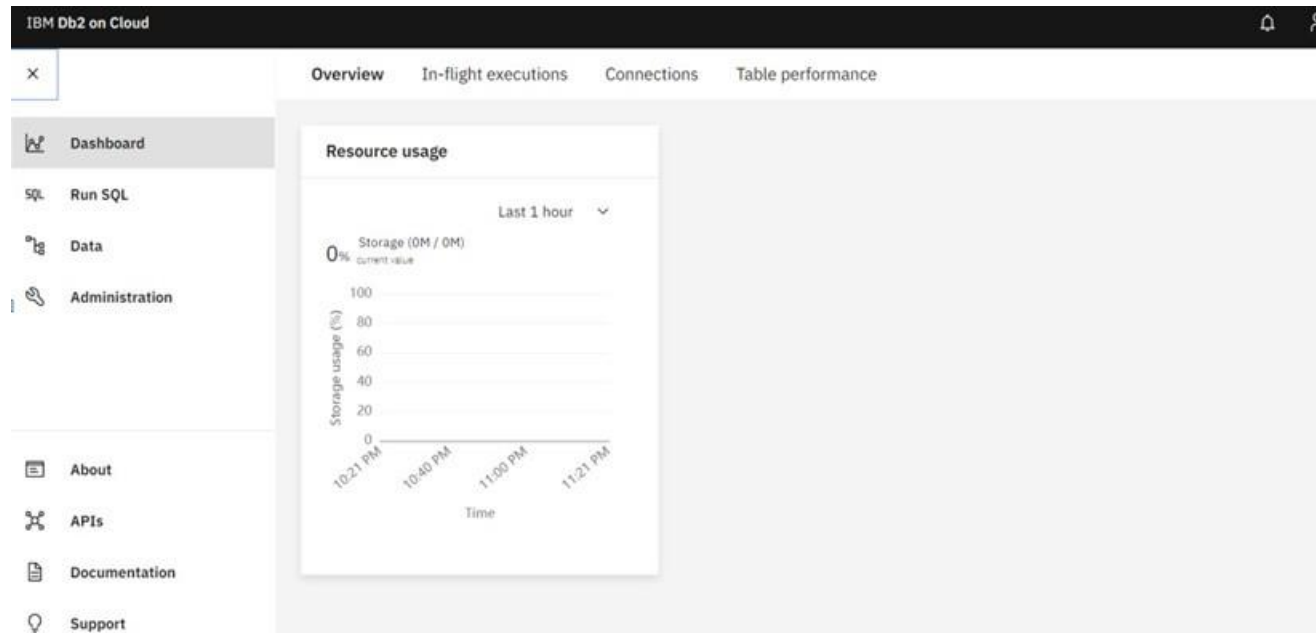 IBM Db2 on Cloud
Overview In-flight executions Connections Table performance
Dashboard
SQL Run SQL
Data
Administration
About
APIs
Documentation
Support
Resource usage
Last 1 hour
0% Storage (0M / 0M)
current value
Storage usage (%)
100
80
60
40
20
0
10:21 PM 10:40 PM 11:00 PM 11:21 PM
Time